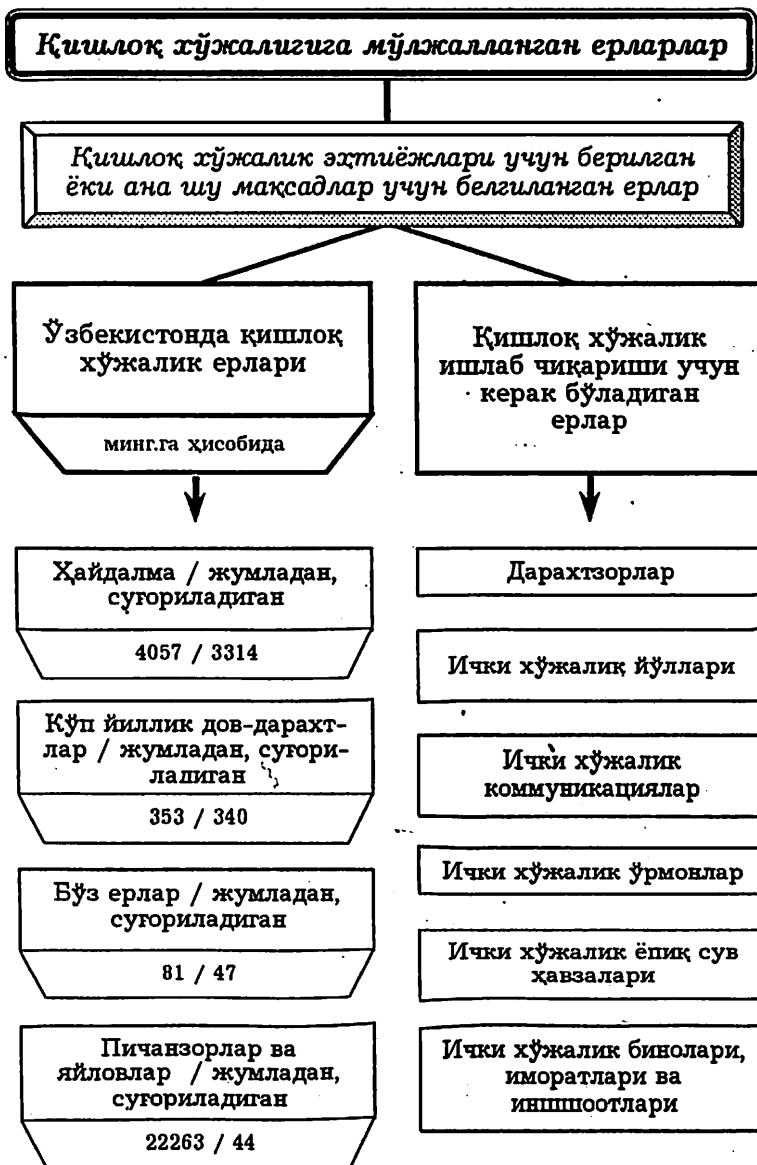 Қишлоқ хўжалигига мўлжалланган ерларлар
Қишлоқ хўжалик эҳтиёжлари учун берилган
ёки ана шу мақсадлар учун белгиланган ерлар
Ўзбекистонда қишлоқ
хўжалик ерлари
минг.га ҳисобида
Ҳайдалма / жумладан,
суғориладиган
4057 / 3314
Кўп йиллик дов-дарахт-
лар / жумладан, суғори-
ладиган
353 / 340
Бўз ерлар / жумладан,
суғориладиган
81 / 47
Пичанзорлар ва
яйловлар / жумладан,
суғориладиган
22263 / 44
Қишлоқ хўжалик
ишлаб чиқариши учун
керак бўладиган
ерлар
Дарахтзорлар
Ички хўжалиқ йўллари
Ички хўжалик
коммуникациялар
Ички хўжалик ўрмонлар
Ички хўжалик ёпиқ сув
ҳавзалари
Ички хўжалик бинолари,
иморатлари ва
иншшоотлари